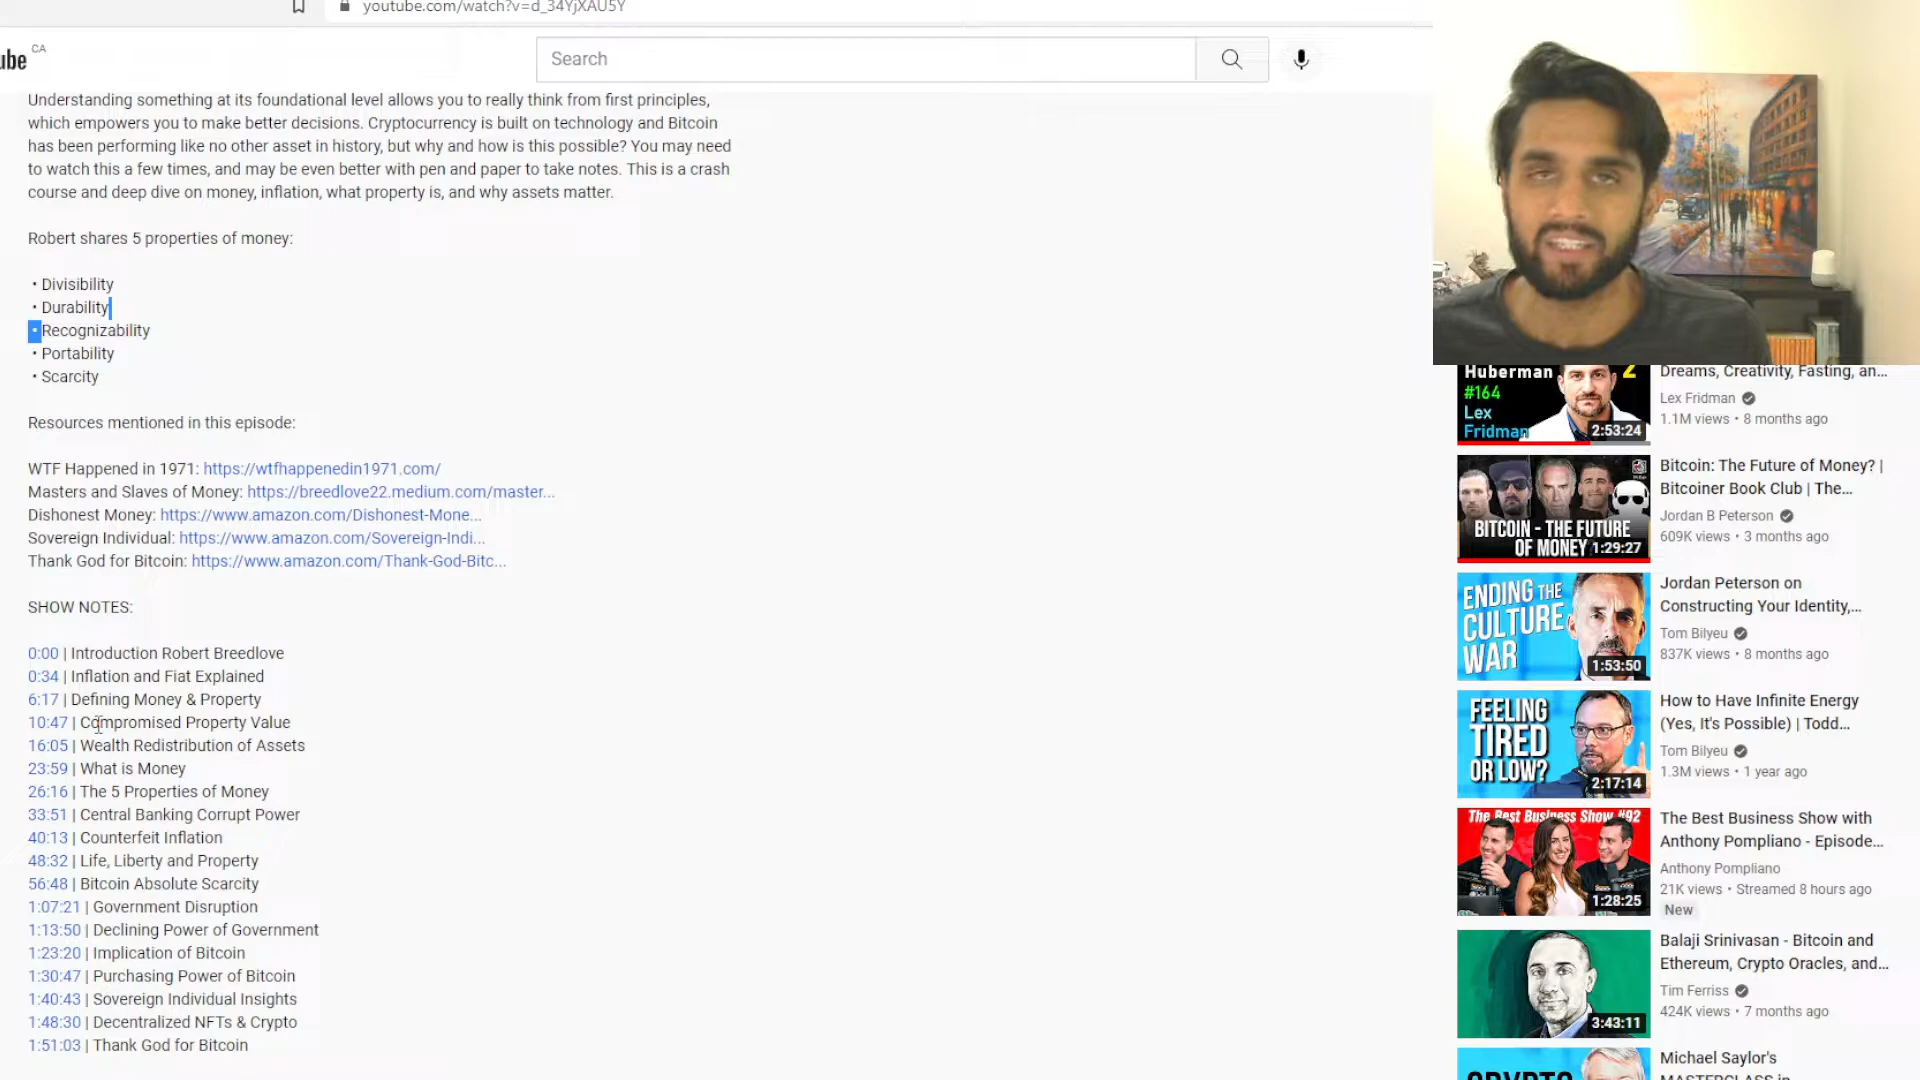 youtube.com/watch?v=d_34YjXAU5Y
ube CA
Search
Understanding something at its foundational level allows you to really think from first principles,
which empowers you to make better decisions. Cryptocurrency is built on technology and Bitcoin
has been performing like no other asset in history, but why and how is this possible? You may need
to watch this a few times, and may be even better with pen and paper to take notes. This is a crash
course and deep dive on money, inflation, what property is, and why assets matter.
Robert shares 5 properties of money:
• Divisibility
• Durability
• Recognizability
• Portability
• Scarcity
Resources mentioned in this episode:
WTF Happened in 1971: https://wtfhappenedin1971.com/
Masters and Slaves of Money: https://breedlove22.medium.com/master...
Dishonest Money: https://www.amazon.com/Dishonest-Mone...
Sovereign Individual: https://www.amazon.com/Sovereign-Indi...
Thank God for Bitcoin: https://www.amazon.com/Thank-God-Bitc...
SHOW NOTES:
0:00 | Introduction Robert Breedlove
0:34 | Inflation and Fiat Explained
6:17 | Defining Money & Property
10:47 | Compromised Property Value
16:05 | Wealth Redistribution of Assets
23:59 | What is Money
26:16 | The 5 Properties of Money
33:51 | Central Banking Corrupt Power
40:13 | Counterfeit Inflation
48:32 | Life, Liberty and Property
56:48 | Bitcoin Absolute Scarcity
1:07:21 | Government Disruption
1:13:50 | Declining Power of Government
1:23:20 | Implication of Bitcoin
1:30:47 | Purchasing Power of Bitcoin
1:40:43 | Sovereign Individual Insights
1:48:30 | Decentralized NFTs & Crypto
1:51:03 | Thank God for Bitcoin
Huberman 2
#164
Lex
Fridman
2:53:24
Dreams, Creativity, Fasting, an...
Lex Fridman
1.1M views • 8 months ago
BITCOIN - THE FUTURE
OF MONEY
1:29:27
Bitcoin: The Future of Money? |
Bitcoiner Book Club | The...
Jordan B Peterson
609K views • 3 months ago
ENDING THE
CULTURE
WAR
1:53:50
Jordan Peterson on
Constructing Your Identity,...
Tom Bilyeu
837K views • 8 months ago
FEELING
TIRED
OR LOW?
2:17:14
How to Have Infinite Energy
(Yes, It's Possible) | Todd...
Tom Bilyeu
1.3M views • 1 year ago
The Best Business Show #92
1:28:25
The Best Business Show with
Anthony Pompliano - Episode...
Anthony Pompliano
21K views • Streamed 8 hours ago
New
3:43:11
Balaji Srinivasan - Bitcoin and
Ethereum, Crypto Oracles, and...
Tim Ferriss
424K views • 7 months ago
CRYPTO
Michael Saylor's
MASTERCLASS in